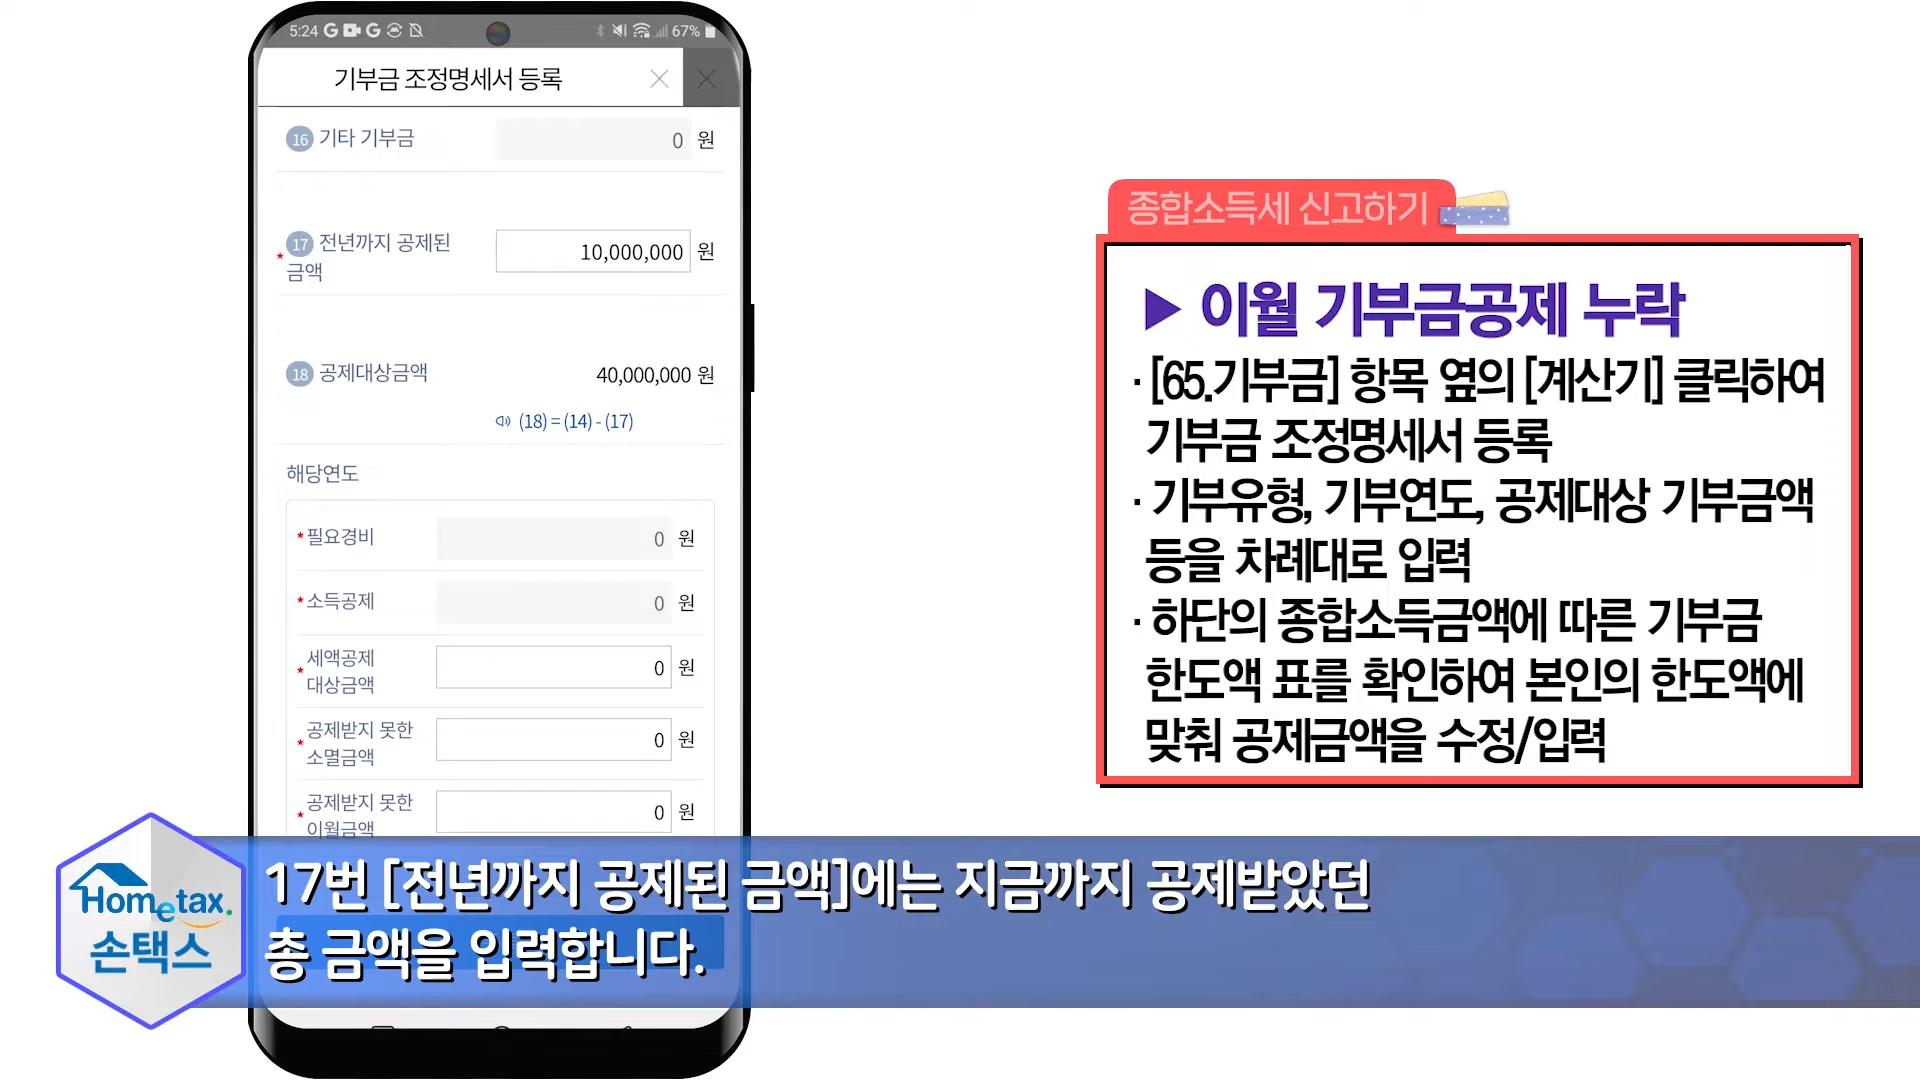 5:24
67%
기부금 조정명세서 등록
16 기타 기부금 0 원
* 17 전년까지 공제된 금액 10,000,000 원
18 공제대상금액 40,000,000 원
(18) = (14) - (17)
해당연도
* 필요경비 0 원
* 소득공제 0 원
* 세액공제 대상금액 0 원
* 공제받지 못한 소멸금액 0 원
* 공제받지 못한 이월금액 0 원
종합소득세 신고하기
▶ 이월 기부금공제 누락
· [65.기부금] 항목 옆의 [계산기] 클릭하여
기부금 조정명세서 등록
· 기부유형, 기부연도, 공제대상 기부금액
등을 차례대로 입력
· 하단의 종합소득금액에 따른 기부금
한도액 표를 확인하여 본인의 한도액에
맞춰 공제금액을 수정/입력
Hometax.
손택스
17번 [전년까지 공제된 금액]에는 지금까지 공제받았던
총 금액을 입력합니다.